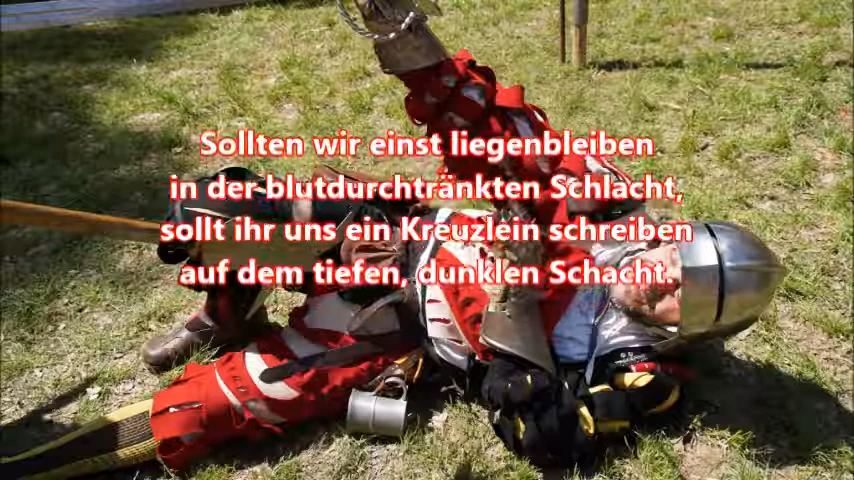 Sollten wir einst liegenbleiben
in der blutdurchtränkten Schlacht,
sollt ihr uns ein Kreuzlein schreiben
auf dem tiefen, dunklen Schacht.